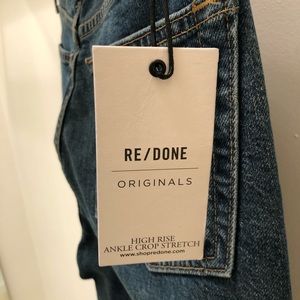 RE/DONE
ORIGINALS
HIGH RISE
ANKLE CROP STRETCH
www.shopredone.com